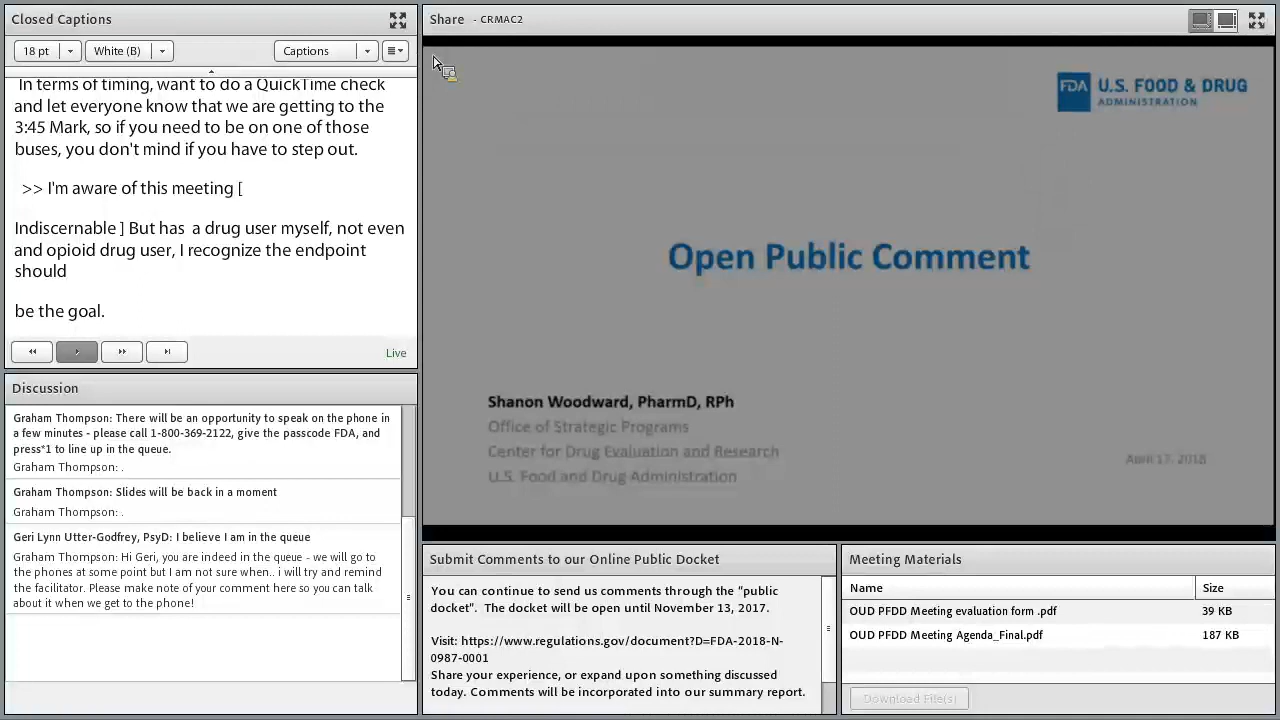 Closed Captions
18 pt
White (B)
Captions
In terms of timing, want to do a QuickTime check
and let everyone know that we are getting to the
3:45 Mark, so if you need to be on one of those
buses, you don't mind if you have to step out.
>> I'm aware of this meeting [
Indiscernable ] But has  a drug user myself, not even
and opioid drug user, I recognize the endpoint
should
be the goal.
Live
Discussion
Graham Thompson: There will be an opportunity to speak on the phone in
a few minutes - please call 1-800-369-2122, give the passcode FDA, and
press*1 to line up in the queue.
Graham Thompson: .
Graham Thompson: Slides will be back in a moment
Graham Thompson: .
Geri Lynn Utter-Godfrey, PsyD: I believe I am in the queue
Graham Thompson: Hi Geri, you are indeed in the queue - we will go to
the phones at some point but I am not sure when.. i will try and remind
the facilitator. Please make note of your comment here so you can talk
about it when we get to the phone!
Share - CRMAC2
FDA
U.S. FOOD & DRUG
ADMINISTRATION
Open Public Comment
Shanon Woodward, PharmD, RPh
Office of Strategic Programs
Center for Drug Evaluation and Research
U.S. Food and Drug Administration
April 17, 2018
Submit Comments to our Online Public Docket
You can continue to send us comments through the "public
docket".  The docket will be open until November 13, 2017.
Visit: https://www.regulations.gov/document?D=FDA-2018-N-
0987-0001
Share your experience, or expand upon something discussed
today. Comments will be incorporated into our summary report.
Meeting Materials
Name Size
OUD PFDD Meeting evaluation form .pdf 39 KB
OUD PFDD Meeting Agenda_Final.pdf 187 KB
Download File(s)